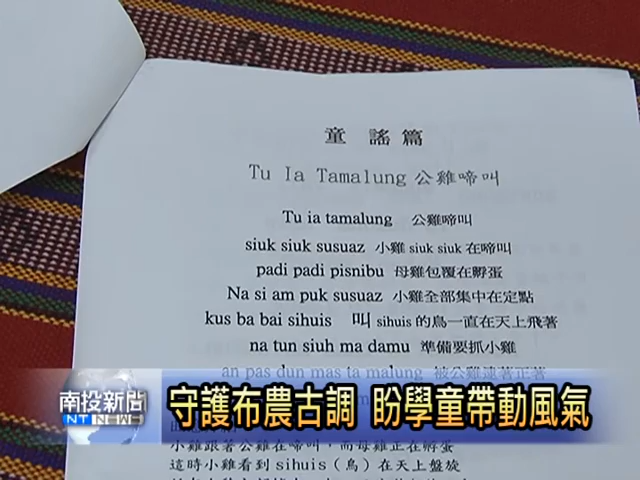 童謠篇
Tu Ia Tamalung 公雞啼叫
Tu ia tamalung 公雞啼叫
siuk siuk susuaz 小雞 siuk siuk 在啼叫
padi padi pisnibu 母雞包覆在孵蛋
Na si am puk susuaz 小雞全部集中在定點
kus ba bai sihuis 叫 sihuis 的鳥一直在天上飛著
na tun siuh ma damu 準備要抓小雞
an pas dun mas ta malung 被公雞連著正著
南投新聞 守護布農古調 盼學童帶動風氣
NT NEWS
小雞跟著公雞在啼叫，而母雞正在孵蛋
這時小雞看到 sihuis（鳥）在天上盤旋